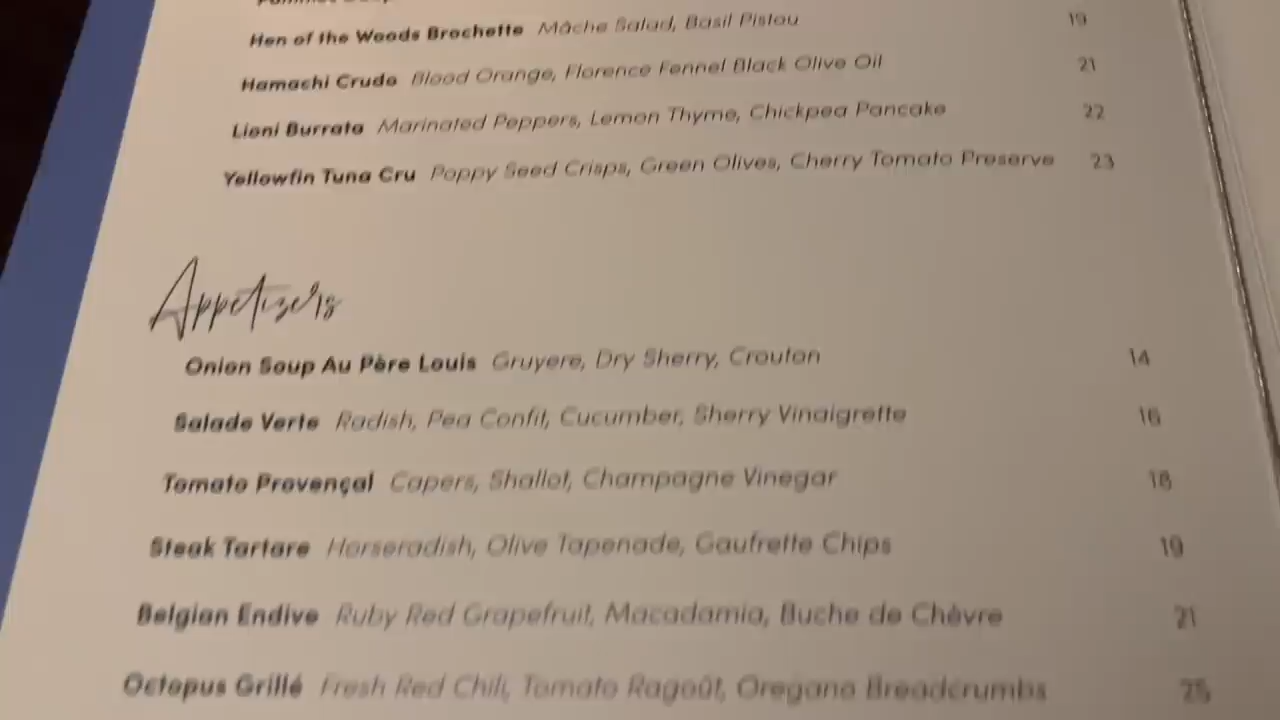 Hen of the Woods Brochette Mâche Salad, Basil Pistou 19
Hamachi Crudo Blood Orange, Florence Fennel Black Olive Oil 21
Lioni Burrata Marinated Peppers, Lemon Thyme, Chickpea Pancake 22
Yellowfin Tuna Cru Poppy Seed Crisps, Green Olives, Cherry Tomato Preserve 23
Appetizers
Onion Soup Au Père Louis Gruyere, Dry Sherry, Crouton 14
Salade Verte Radish, Pea Confit, Cucumber, Sherry Vinaigrette 16
Tomato Provençal Capers, Shallot, Champagne Vinegar 18
Steak Tartare Horseradish, Olive Tapenade, Gaufrette Chips 19
Belgian Endive Ruby Red Grapefruit, Macadamia, Buche de Chèvre 21
Octopus Grillé Fresh Red Chili, Tomato Ragoût, Oregano Breadcrumbs 25